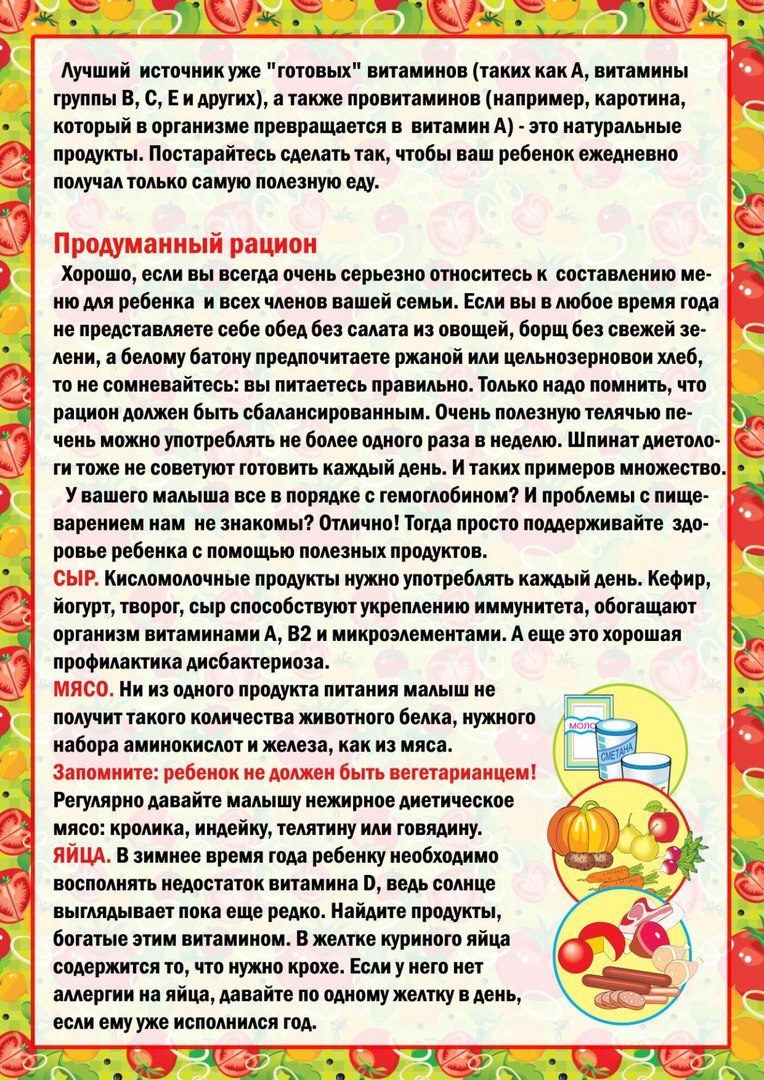 Лучший источник уже "готовых" витаминов (таких как А, витамины
группы В, С, Е и других), а также провитаминов (например, каротина,
который в организме превращается в витамин А) - это натуральные
продукты. Постарайтесь сделать так, чтобы ваш ребенок ежедневно
получал только самую полезную еду.
Продуманный рацион
Хорошо, если вы всегда очень серьезно относитесь к составлению ме-
ню для ребенка и всех членов вашей семьи. Если вы в любое время года
не представляете себе обед без салата из овощей, борщ без свежей зе-
лени, а белому батону предпочитаете ржаной или цельнозерновои хлеб,
то не сомневайтесь: вы питаетесь правильно. Только надо помнить, что
рацион должен быть сбалансированным. Очень полезную телячью пе-
чень можно употреблять не более одного раза в неделю. Шпинат диетоло-
ги тоже не советуют готовить каждый день. И таких примеров множество.
У вашего малыша все в порядке с гемоглобином? И проблемы с пище-
варением нам не знакомы? Отлично! Тогда просто поддерживайте здо-
ровье ребенка с помощью полезных продуктов.
СЫР. Кисломолочные продукты нужно употреблять каждый день. Кефир,
йогурт, творог, сыр способствуют укреплению иммунитета, обогащают
организм витаминами А, В2 и микроэлементами. А еще это хорошая
профилактика дисбактериоза.
МЯСО. Ни из одного продукта питания малыш не
получит такого количества животного белка, нужного
набора аминокислот и железа, как из мяса.
Запомните: ребенок не должен быть вегетарианцем!
Регулярно давайте малышу нежирное диетическое
мясо: кролика, индейку, телятину или говядину.
ЯЙЦА. В зимнее время года ребенку необходимо
восполнять недостаток витамина D, ведь солнце
выглядывает пока еще редко. Найдите продукты,
богатые этим витамином. В желтке куриного яйца
содержится то, что нужно крохе. Если у него нет
аллергии на яйца, давайте по одному желтку в день,
если ему уже исполнился год.
МОЛО
СМЕТАНА